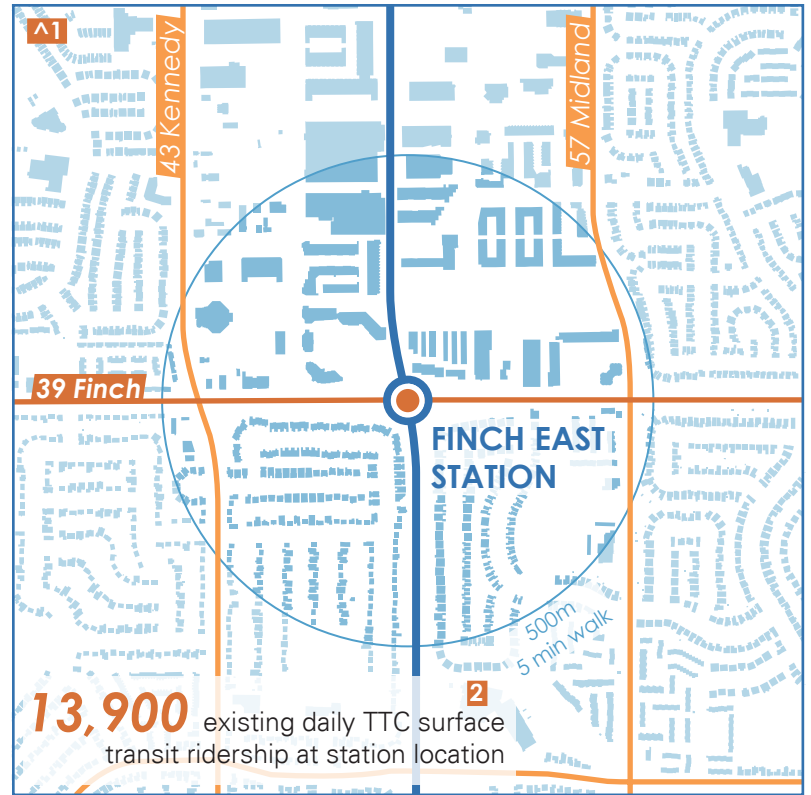 ^1
43 Kennedy
57 Midland
39 Finch
FINCH EAST
STATION
500m
5 min walk
2
13,900 existing daily TTC surface
transit ridership at station location